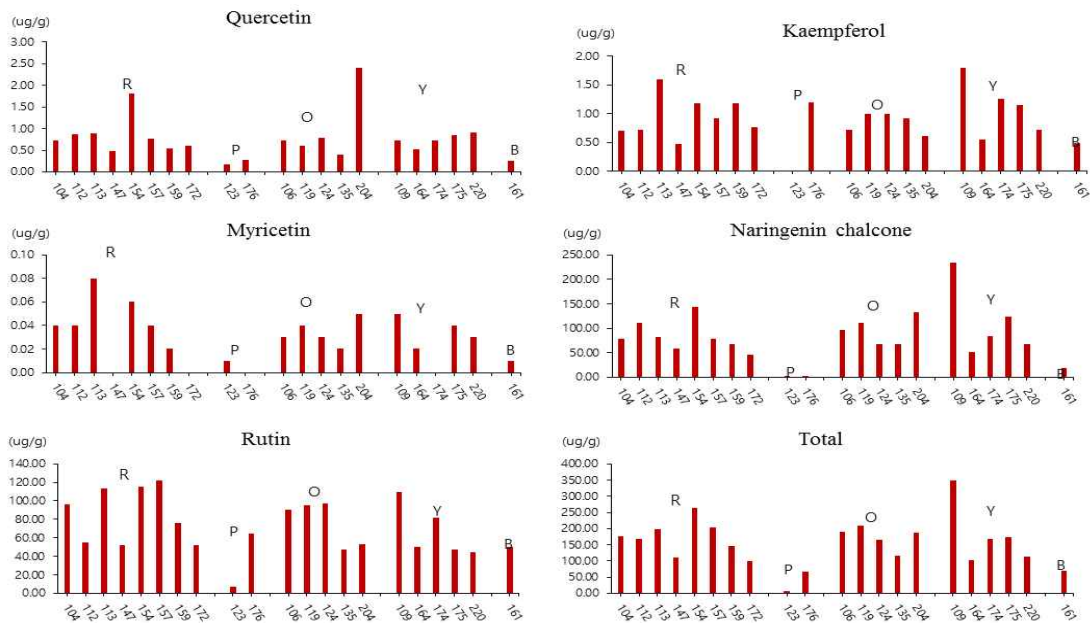 Quercetin
(ug/g)
3.00
2.50
2.00
1.50
1.00
0.50
0.00
R
P
O
Y
B
104 112 113 147 154 157 159 172 123 176 106 119 124 135 204 109 164 174 175 220 161
Kaempferol
(ug/g)
2.00
1.50
1.00
0.50
0.00
R
P
O
Y
B
104 112 113 147 154 157 159 172 123 176 106 119 124 135 204 109 164 174 175 220 161
Myricetin
(ug/g)
0.10
0.08
0.06
0.04
0.02
0.00
R
P
O
Y
B
104 112 113 147 154 157 159 172 123 176 106 119 124 135 204 109 164 174 175 220 161
Naringenin chalcone
(ug/g)
250.00
200.00
150.00
100.00
50.00
0.00
R
P
O
Y
B
104 112 113 147 154 157 159 172 123 176 106 119 124 135 204 109 164 174 175 220 161
Rutin
(ug/g)
140.00
120.00
100.00
80.00
60.00
40.00
20.00
0.00
R
P
O
Y
B
104 112 113 147 154 157 159 172 123 176 106 119 124 135 204 109 164 174 175 220 161
Total
(ug/g)
400.00
350.00
300.00
250.00
200.00
150.00
100.00
50.00
0.00
R
P
O
Y
B
104 112 113 147 154 157 159 172 123 176 106 119 124 135 204 109 164 174 175 220 161